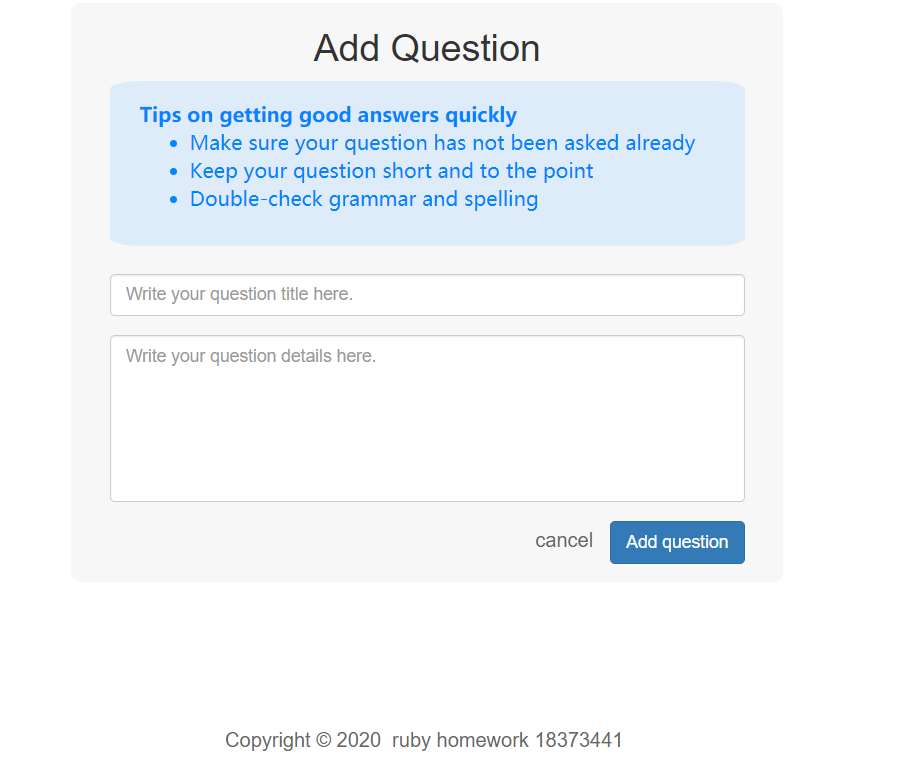 Add Question
Tips on getting good answers quickly
• Make sure your question has not been asked already
• Keep your question short and to the point
• Double-check grammar and spelling
Write your question title here.
Write your question details here.
cancel Add question
Copyright © 2020 ruby homework 18373441